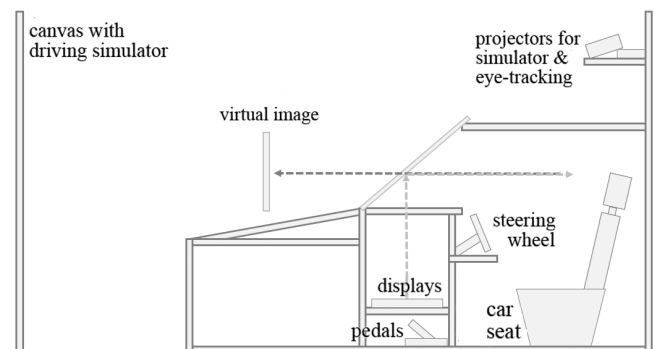 canvas with
driving simulator
projectors for
simulator &
eye-tracking
virtual image
steering
wheel
displays
car
seat
pedals